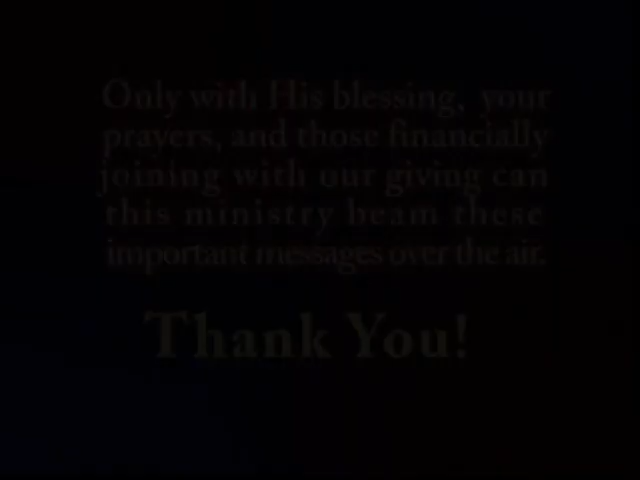 Only with His blessing, your
prayers, and those financially
joining with our giving can
this ministry beam these
important messages over the air.
Thank You!